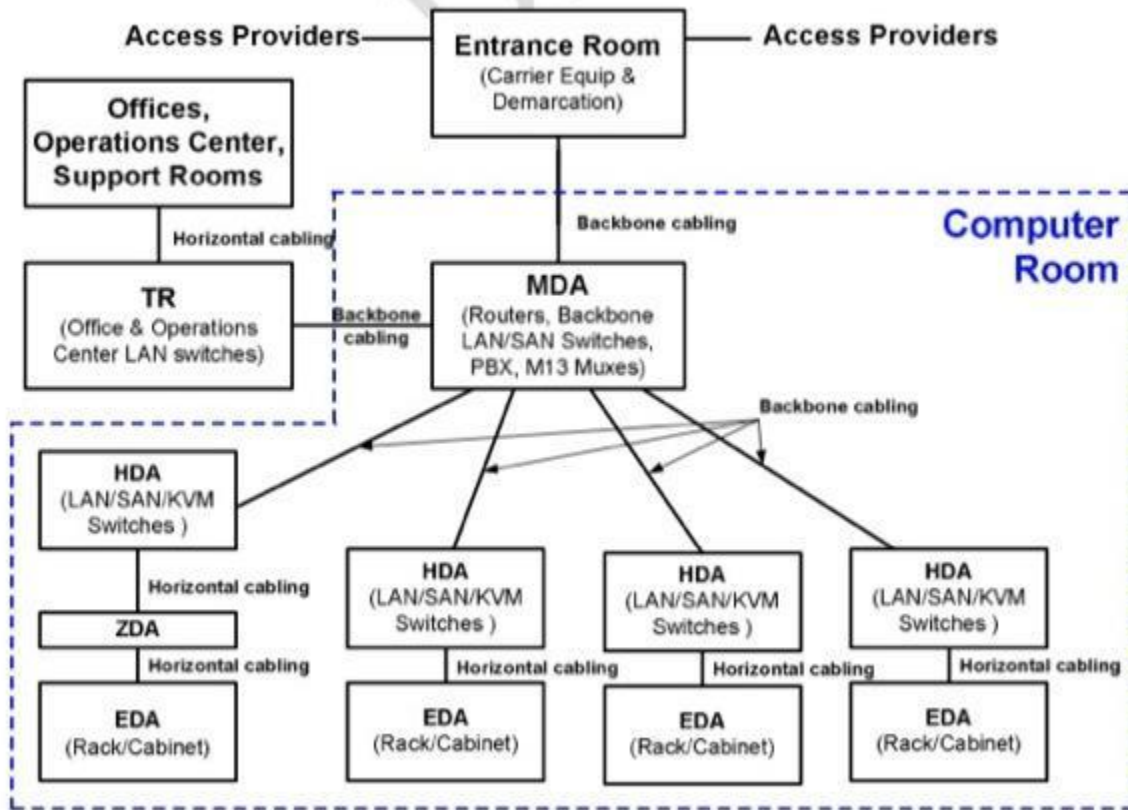 Access Providers
Entrance Room
(Carrier Equip &
Demarcation)
Access Providers
Offices,
Operations Center,
Support Rooms
Horizontal cabling
Backbone cabling
Computer
Room
TR
(Office & Operations
Center LAN switches)
Backbone
cabling
MDA
(Routers, Backbone
LAN/SAN Switches,
PBX, M13 Muxes)
Backbone cabling
HDA
(LAN/SAN/KVM
Switches )
Horizontal cabling
ZDA
Horizontal cabling
EDA
(Rack/Cabinet)
HDA
(LAN/SAN/KVM
Switches )
Horizontal cabling
EDA
(Rack/Cabinet)
HDA
(LAN/SAN/KVM
Switches )
Horizontal cabling
EDA
(Rack/Cabinet)
HDA
(LAN/SAN/KVM
Switches )
Horizontal cabling
EDA
(Rack/Cabinet)